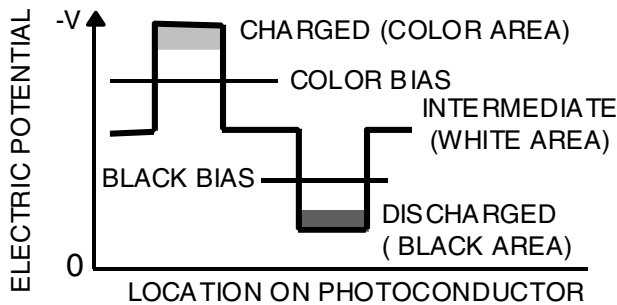 -V
CHARGED (COLOR AREA)
COLOR BIAS
INTERMEDIATE
(WHITE AREA)
BLACK BIAS
DISCHARGED
( BLACK AREA)
0
ELECTRIC POTENTIAL
LOCATION ON PHOTOCONDUCTOR